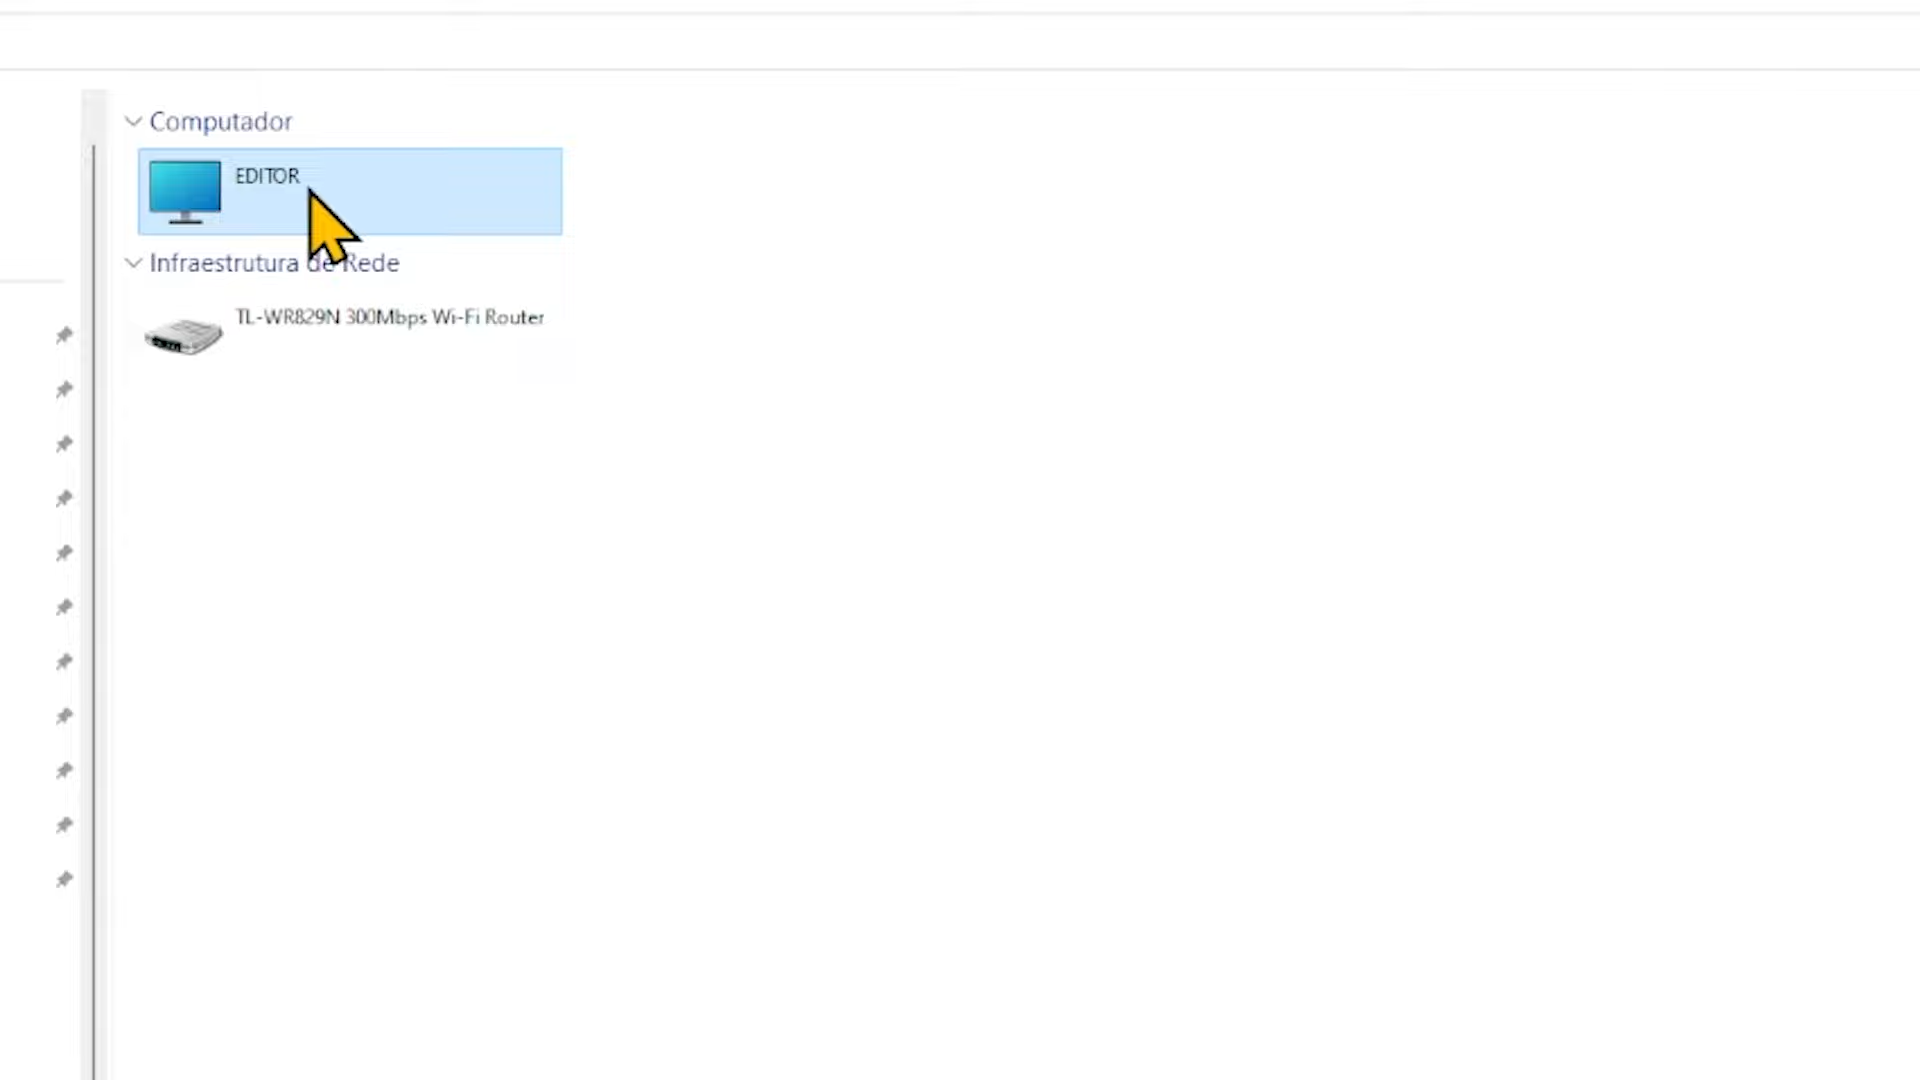 Computador
EDITOR
Infraestrutura de Rede
TL-WR829N 300Mbps Wi-Fi Router